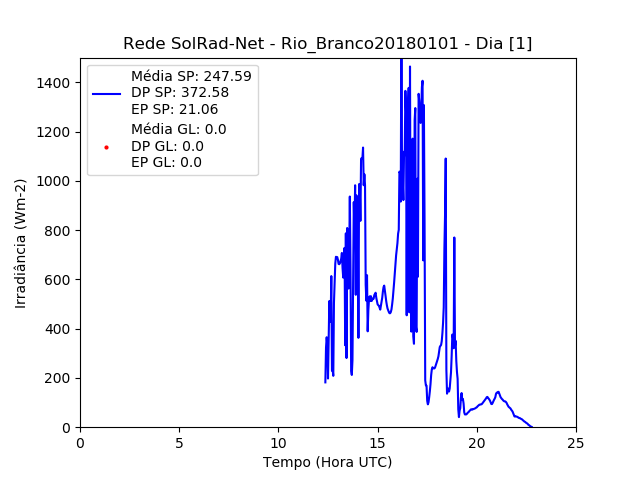 Rede SolRad-Net - Rio_Branco20180101 - Dia [1]
Média SP: 247.59
DP SP: 372.58
EP SP: 21.06
Média GL: 0.0
DP GL: 0.0
EP GL: 0.0
Irradiância (Wm-2)
1400
1200
1000
800
600
400
200
0
0 5 10 15 20 25
Tempo (Hora UTC)